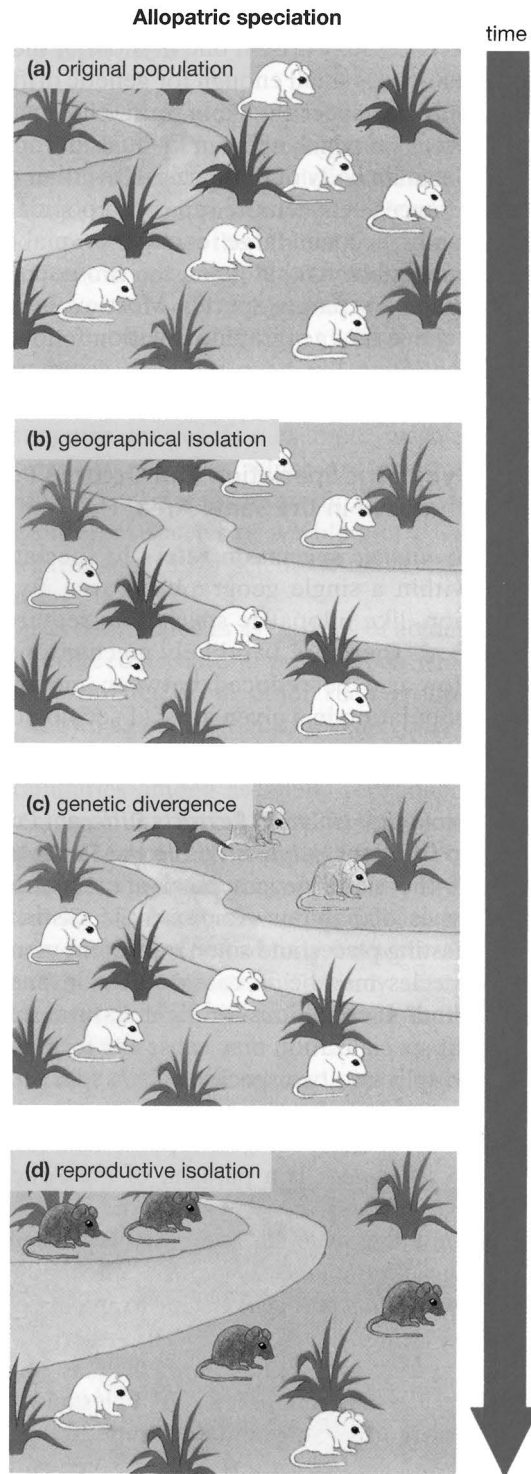 Allopatric speciation
time
(a) original population
(b) geographical isolation
(c) genetic divergence
(d) reproductive isolation